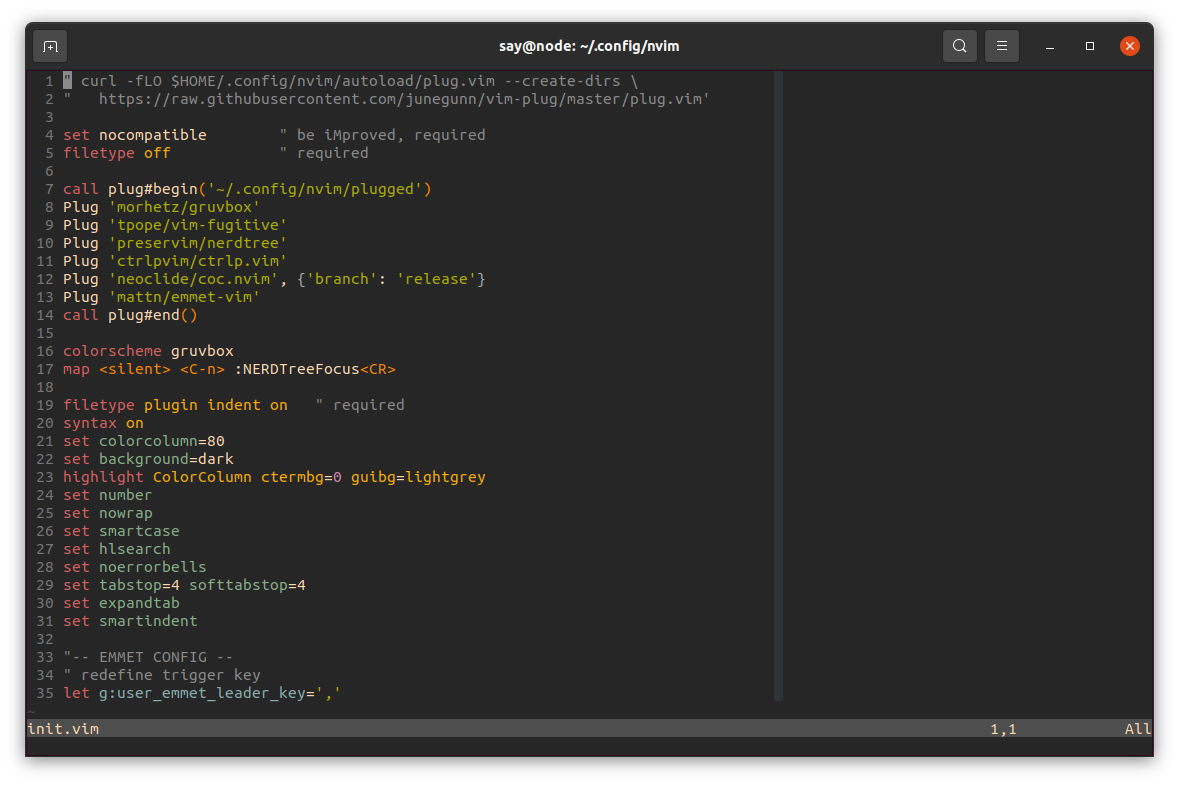 say@node: ~/.config/nvim
1 " curl -fLO $HOME/.config/nvim/autoload/plug.vim --create-dirs \
2 "   https://raw.githubusercontent.com/junegunn/vim-plug/master/plug.vim'
3
4 set nocompatible        " be iMproved, required
5 filetype off            " required
6
7 call plug#begin('~/.config/nvim/plugged')
8 Plug 'morhetz/gruvbox'
9 Plug 'tpope/vim-fugitive'
10 Plug 'preservim/nerdtree'
11 Plug 'ctrlpvim/ctrlp.vim'
12 Plug 'neoclide/coc.nvim', {'branch': 'release'}
13 Plug 'mattn/emmet-vim'
14 call plug#end()
15
16 colorscheme gruvbox
17 map <silent> <C-n> :NERDTreeFocus<CR>
18
19 filetype plugin indent on   " required
20 syntax on
21 set colorcolumn=80
22 set background=dark
23 highlight ColorColumn ctermbg=0 guibg=lightgrey
24 set number
25 set nowrap
26 set smartcase
27 set hlsearch
28 set noerrorbells
29 set tabstop=4 softtabstop=4
30 set expandtab
31 set smartindent
32
33 "-- EMMET CONFIG --
34 " redefine trigger key
35 let g:user_emmet_leader_key=','
~
init.vim 1,1 All